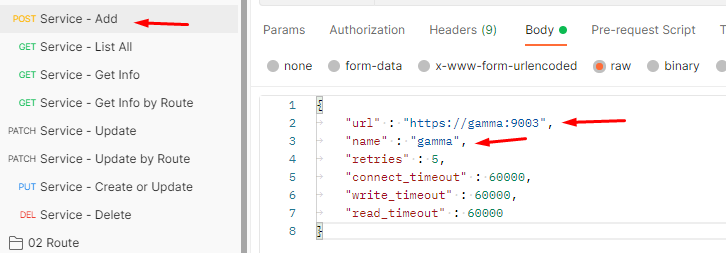 POST Service - Add
GET Service - List All
GET Service - Get Info
GET Service - Get Info by Route
PATCH Service - Update
PATCH Service - Update by Route
PUT Service - Create or Update
DEL Service - Delete
02 Route
Params Authorization Headers (9) Body Pre-request Script T
none form-data x-www-form-urlencoded raw binary
1 {
2 "url" : "https://gamma:9003",
3 "name" : "gamma",
4 "retries" : 5,
5 "connect_timeout" : 60000,
6 "write_timeout" : 60000,
7 "read_timeout" : 60000
8 }